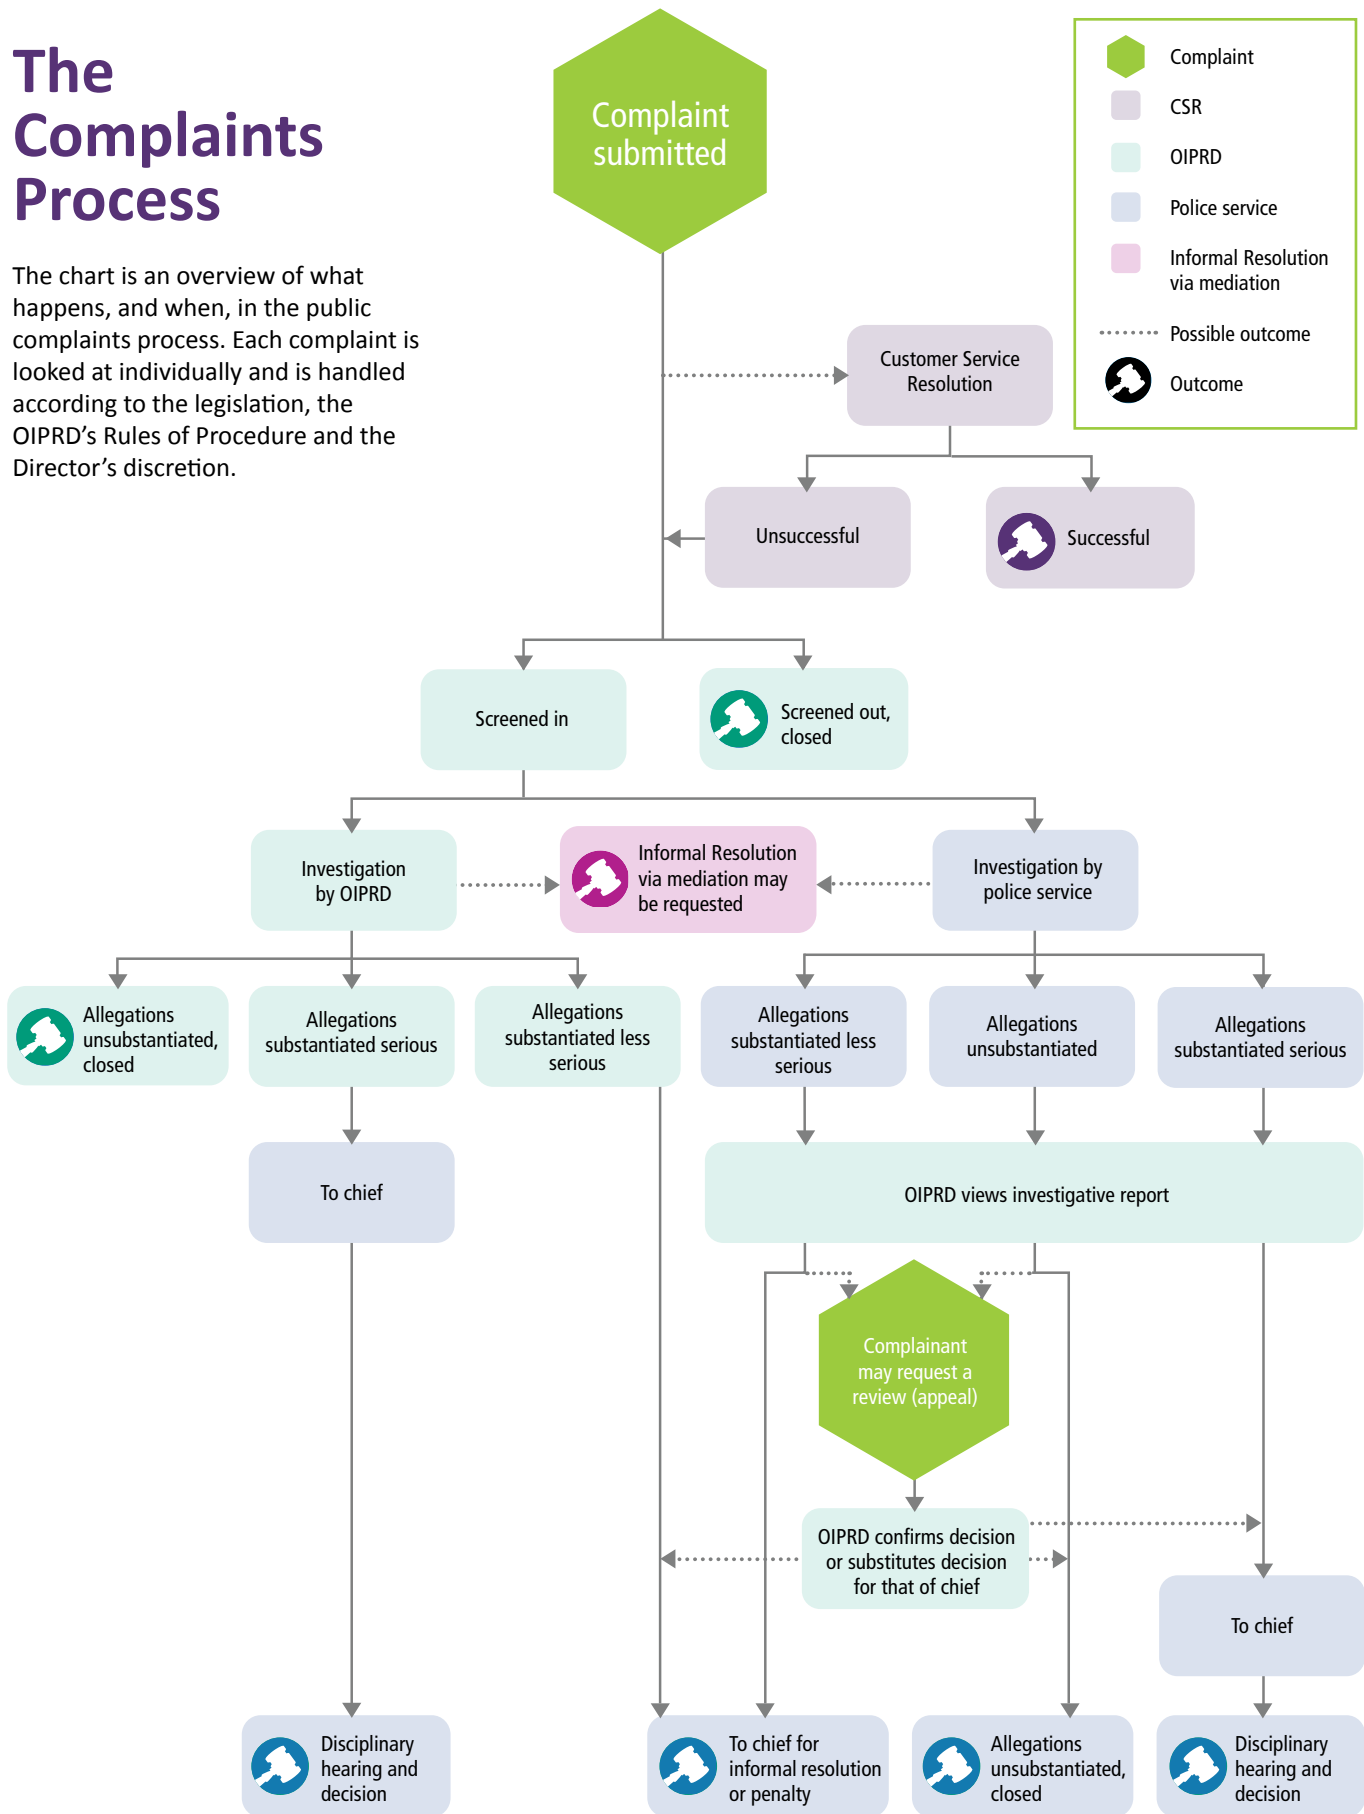 The
Complaints
Process
The chart is an overview of what
happens, and when, in the public
complaints process. Each complaint is
looked at individually and is handled
according to the legislation, the
OIPRD’s Rules of Procedure and the
Director’s discretion.
Complaint
submitted
Complaint
CSR
OIPRD
Police service
Informal Resolution
via mediation
Possible outcome
Outcome
Customer Service
Resolution
Unsuccessful
Successful
Screened in
Screened out,
closed
Investigation
by OIPRD
Informal Resolution
via mediation may
be requested
Investigation by
police service
Allegations
unsubstantiated,
closed
Allegations
substantiated serious
Allegations
substantiated less
serious
Allegations
substantiated less
serious
Allegations
unsubstantiated
Allegations
substantiated serious
To chief
OIPRD views investigative report
Complainant
may request a
review (appeal)
OIPRD confirms decision
or substitutes decision
for that of chief
To chief
Disciplinary
hearing and
decision
To chief for
informal resolution
or penalty
Allegations
unsubstantiated,
closed
Disciplinary
hearing and
decision